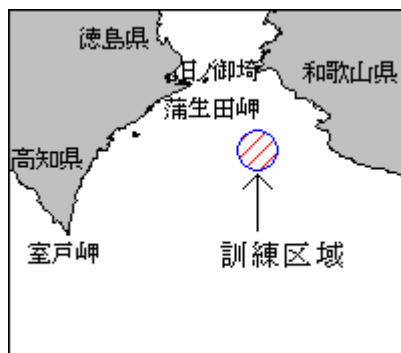 徳島県
日ノ御埼
和歌山県
蒲生田岬
高知県
室戸岬
訓練区域